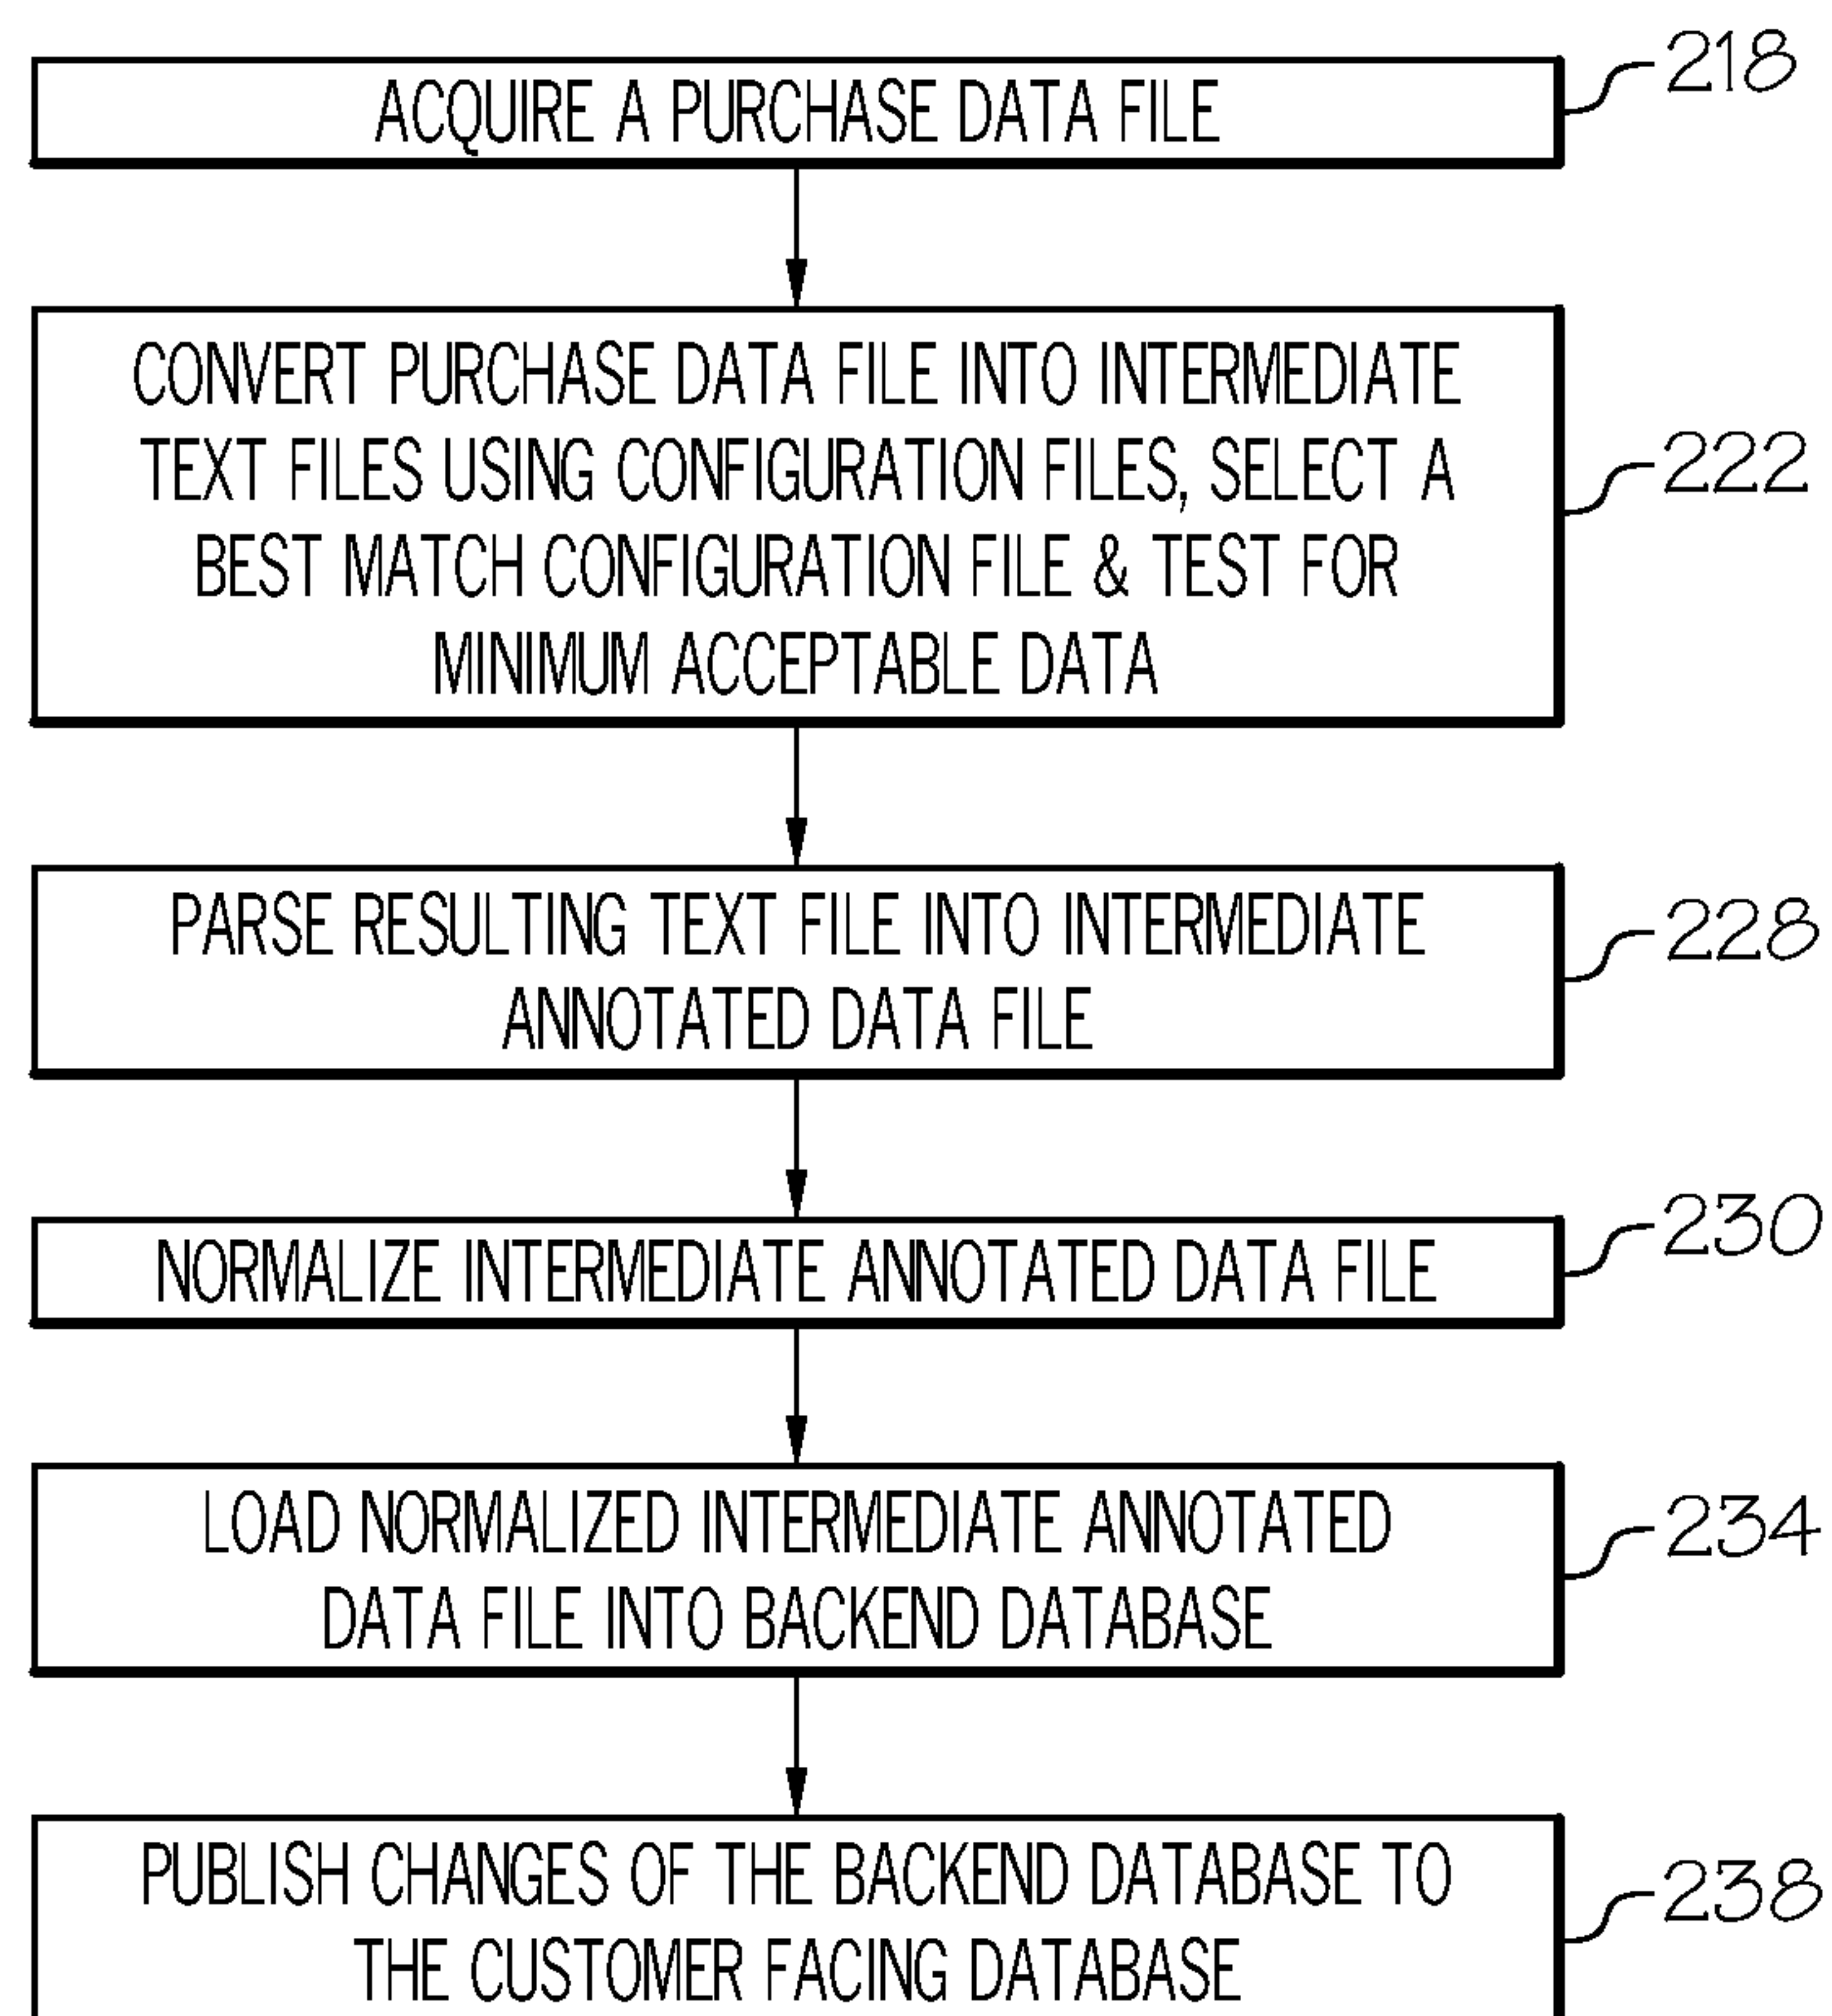 ACQUIRE A PURCHASE DATA FILE
218
CONVERT PURCHASE DATA FILE INTO INTERMEDIATE
TEXT FILES USING CONFIGURATION FILES, SELECT A
BEST MATCH CONFIGURATION FILE & TEST FOR
MINIMUM ACCEPTABLE DATA
222
PARSE RESULTING TEXT FILE INTO INTERMEDIATE
ANNOTATED DATA FILE
228
NORMALIZE INTERMEDIATE ANNOTATED DATA FILE
230
LOAD NORMALIZED INTERMEDIATE ANNOTATED
DATA FILE INTO BACKEND DATABASE
234
PUBLISH CHANGES OF THE BACKEND DATABASE TO
THE CUSTOMER FACING DATABASE
238